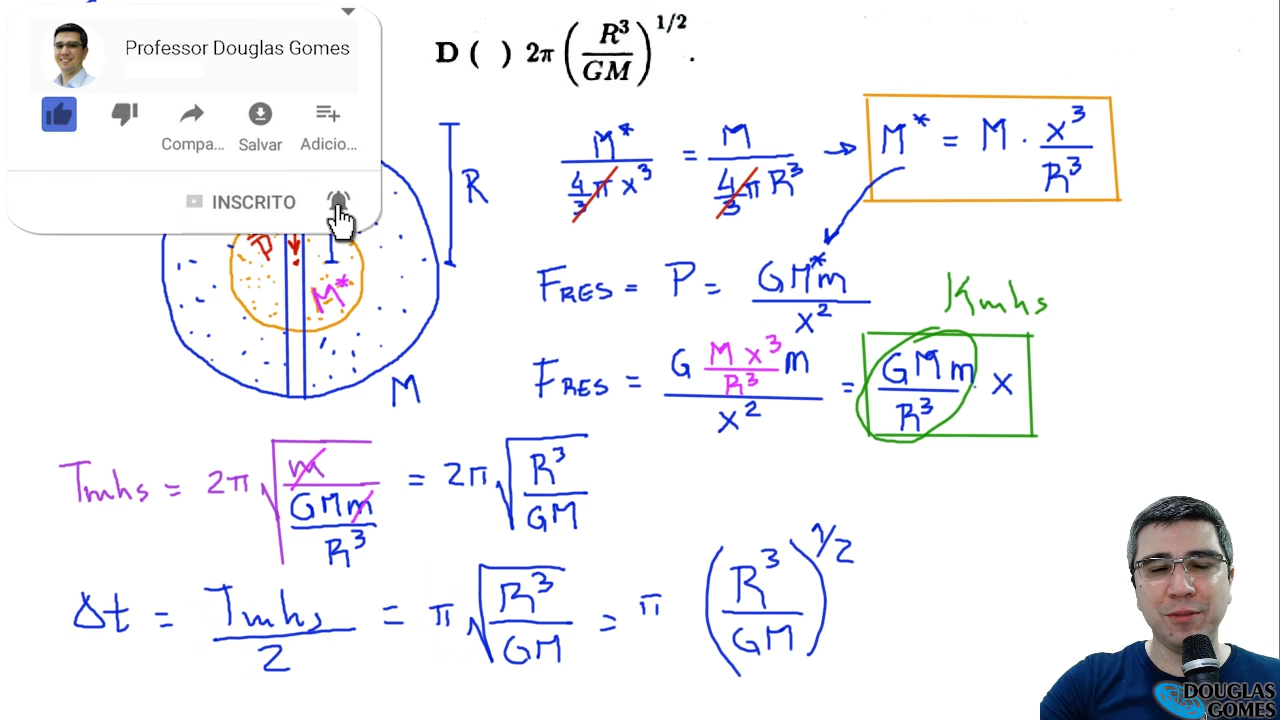 Professor Douglas Gomes
Compa... Salvar Adicio...
INSCRITO
D ( ) 2π (R³/GM)^1/2.
M*/(4/3 π x³) = M/(4/3 π R³) → M* = M · x³/R³
R
P
M*
M
FRES = P = GM*m/x²
Kmhs
FRES = G (M x³/R³) m/x² = GMm/R³ x
Tmhs = 2π √(m/(GMm/R³)) = 2π √(R³/GM)
Δt = Tmhs/2 = π √(R³/GM) = π (R³/GM)^1/2
DOUGLAS
GOMES